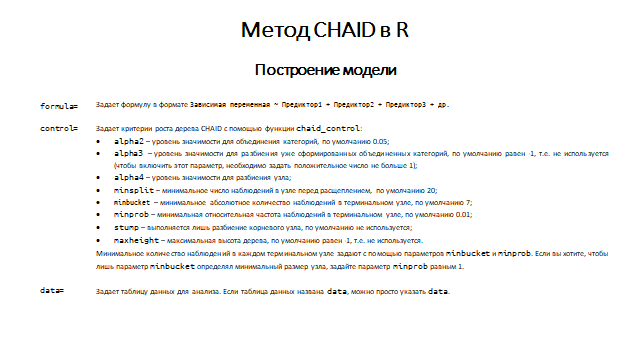 Метод CHAID в R
Построение модели
formula= Задает формулу в формате Зависимая переменная ~ Предиктор1 + Предиктор2 + Предиктор3 + др.
control= Задает критерии роста дерева CHAID с помощью функции chaid_control:
• alpha2 – уровень значимости для объединения категорий, по умолчанию 0.05;
• alpha3 – уровень значимости для разбиения уже сформированных объединенных категорий, по умолчанию равен -1, т.е. не используется
(чтобы включить этот параметр, необходимо задать положительное число не больше 1);
• alpha4 – уровень значимости для разбиения узла;
• minsplit – минимальное число наблюдений в узле перед расщеплением, по умолчанию 20;
• minbucket – минимальное абсолютное количество наблюдений в терминальном узле, по умолчанию 7;
• minprob – минимальная относительная частота наблюдений в терминальном узле, по умолчанию 0.01;
• stump – выполняется лишь разбиение корневого узла, по умолчанию не используется;
• maxheight – максимальная высота дерева, по умолчанию равен -1, т.е. не используется.
Минимальное количество наблюдений в каждом терминальном узле задают с помощью параметров minbucket и minprob. Если вы хотите, чтобы
лишь параметр minbucket определял минимальный размер узла, задайте параметр minprob равным 1.
data= Задает таблицу данных для анализа. Если таблица данных названа data, можно просто указать data.